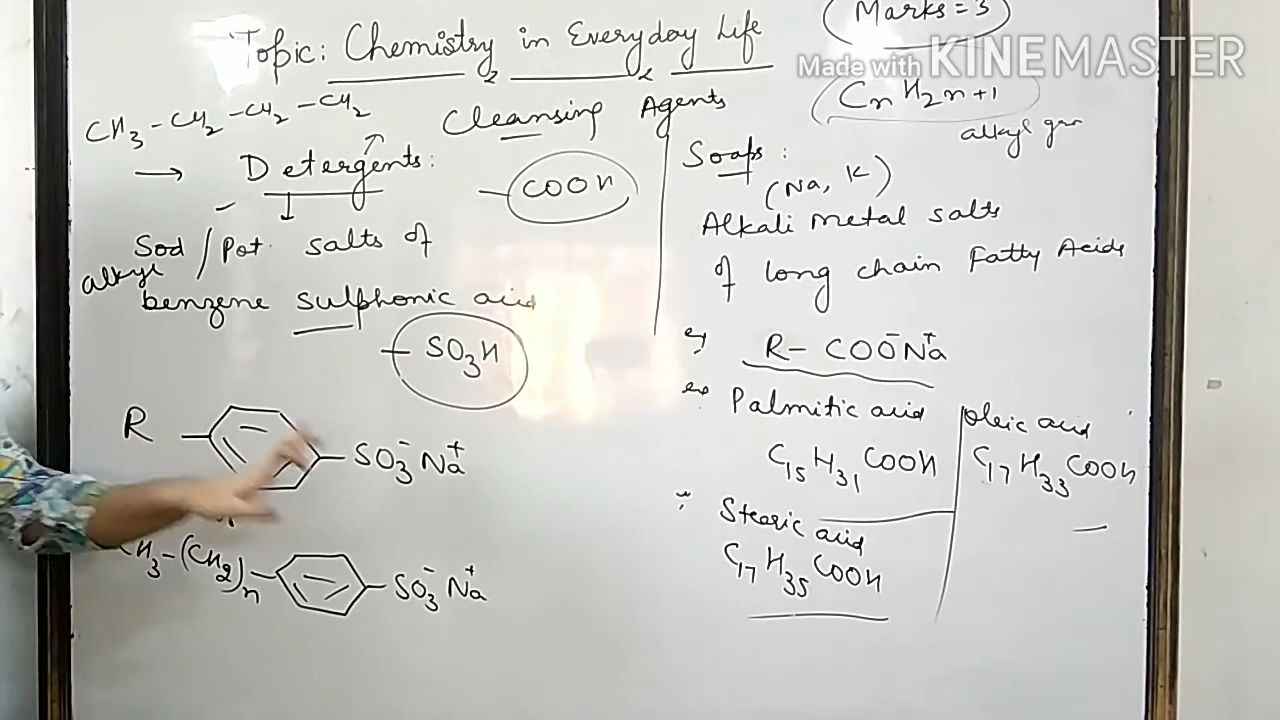 Marks = 3
Topic: Chemistry in Everyday Life
Made with KINEMASTER
CnH2n+1
alkyl
CH3-CH2-CH2-CH2
Cleansing Agents
→ Detergents:
-COOH
Sod/Pot. salts of
alkyl
benzene sulphonic acid
-SO3H
R
SO3⁻Na⁺
CH3-(CH2)n
SO3⁻Na⁺
Soaps:
(Na, K)
Alkali metal salts
of long chain Fatty Acids
R-COO⁻Na⁺
Palmitic acid
C15H31COOH
Oleic acid
C17H33COOH
Stearic acid
C17H35COOH